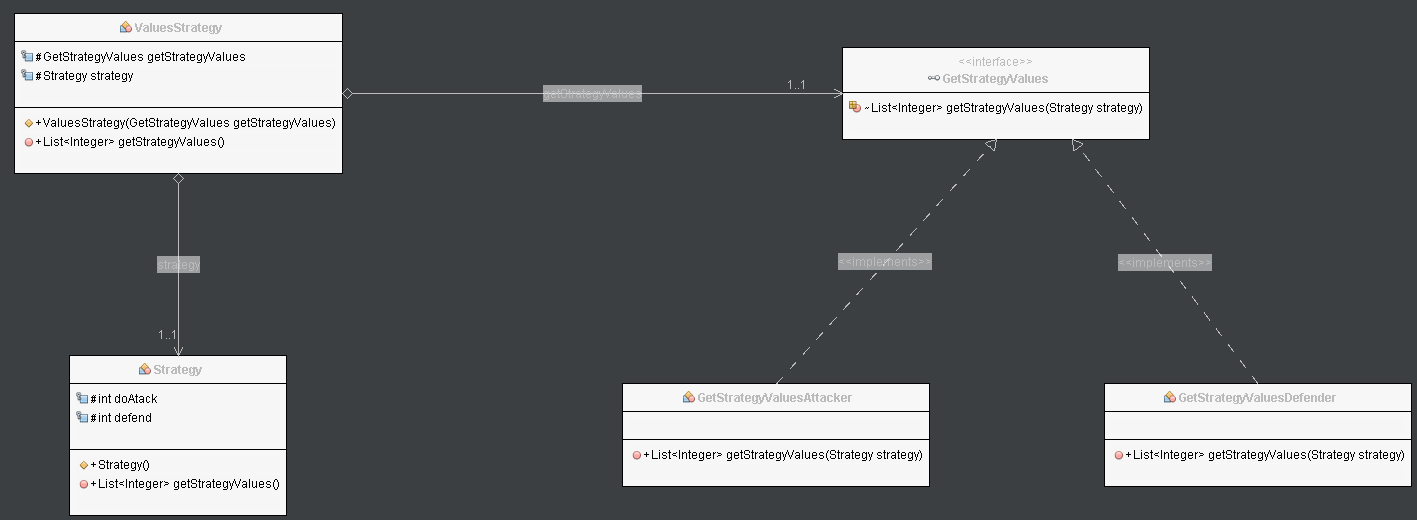 ValuesStrategy
#GetStrategyValues getStrategyValues
#Strategy strategy
+ValuesStrategy(GetStrategyValues getStrategyValues)
+List<Integer> getStrategyValues()
getStrategyValues
1..1
<<interface>>
GetStrategyValues
~List<Integer> getStrategyValues(Strategy strategy)
strategy
1..1
<<implements>>
<<implements>>
Strategy
#int doAtack
#int defend
+Strategy()
+List<Integer> getStrategyValues()
GetStrategyValuesAttacker
+List<Integer> getStrategyValues(Strategy strategy)
GetStrategyValuesDefender
+List<Integer> getStrategyValues(Strategy strategy)